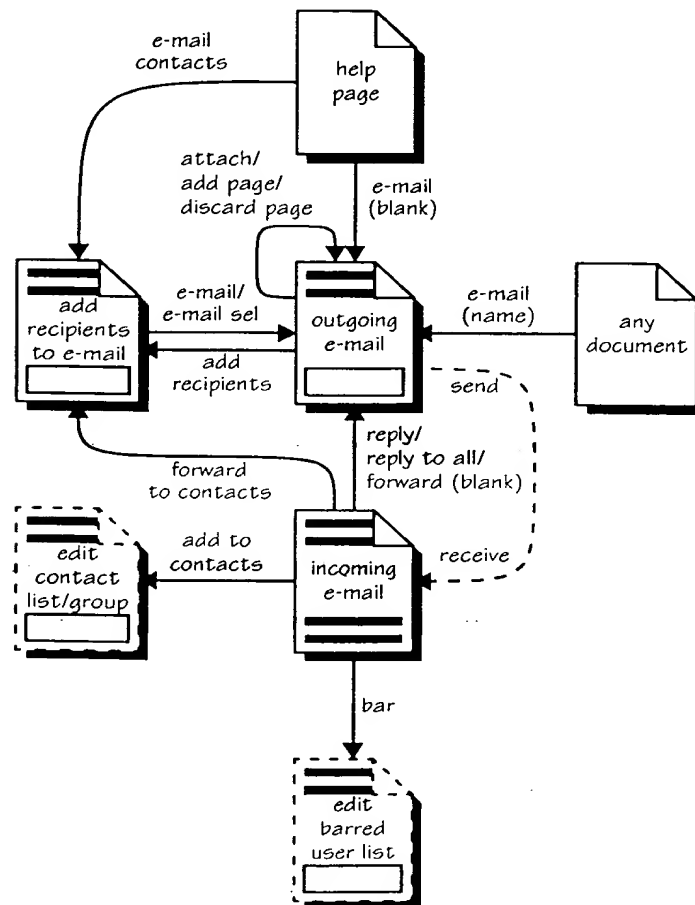 e-mail
contacts
help
page
attach/
add page/
discard page
e-mail
(blank)
add
recipients
to e-mail
e-mail/
e-mail sel
add
recipients
outgoing
e-mail
e-mail
(name)
any
document
send
forward
to contacts
reply/
reply to all/
forward (blank)
edit
contact
list/group
add to
contacts
incoming
e-mail
receive
bar
edit
barred
user list